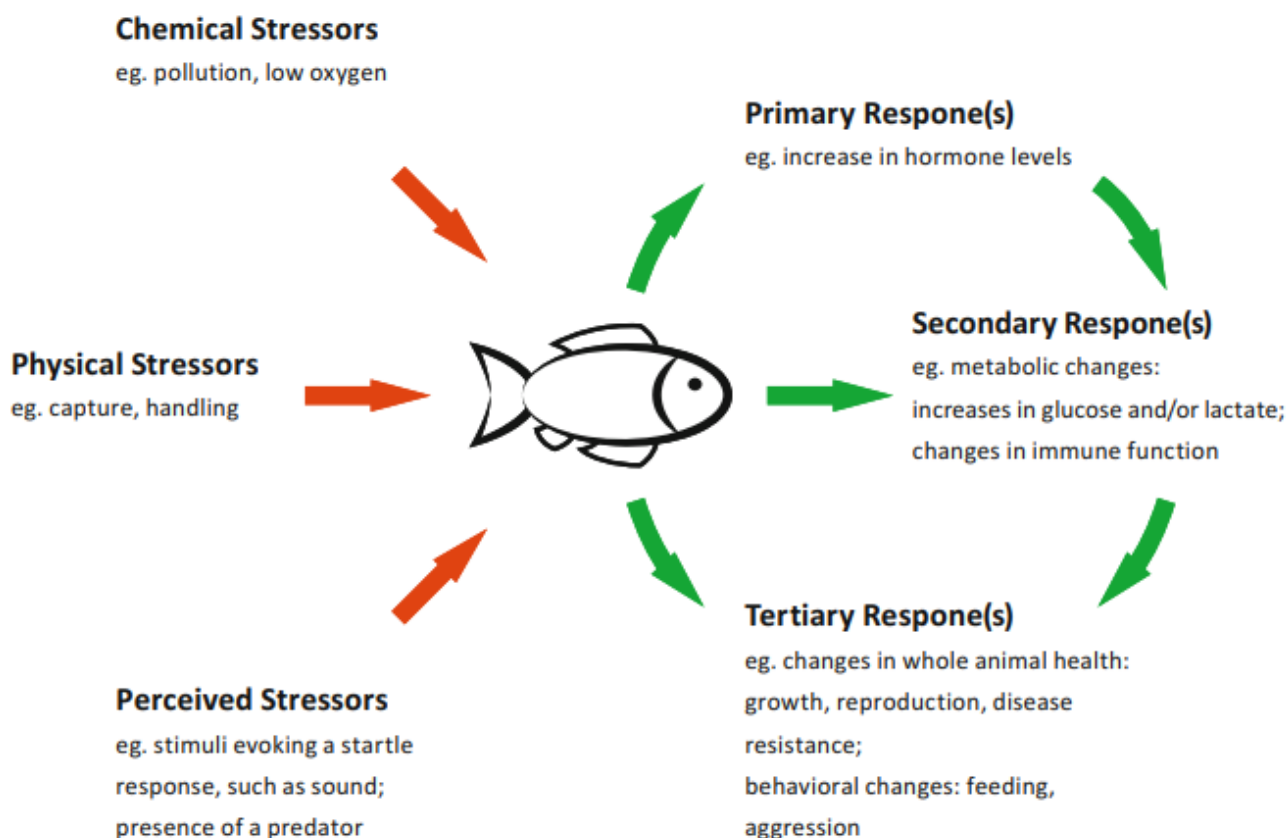 Chemical Stressors
eg. pollution, low oxygen
Physical Stressors
eg. capture, handling
Perceived Stressors
eg. stimuli evoking a startle
response, such as sound;
presence of a predator
Primary Respone(s)
eg. increase in hormone levels
Secondary Respone(s)
eg. metabolic changes:
increases in glucose and/or lactate;
changes in immune function
Tertiary Respone(s)
eg. changes in whole animal health:
growth, reproduction, disease
resistance;
behavioral changes: feeding,
aggression